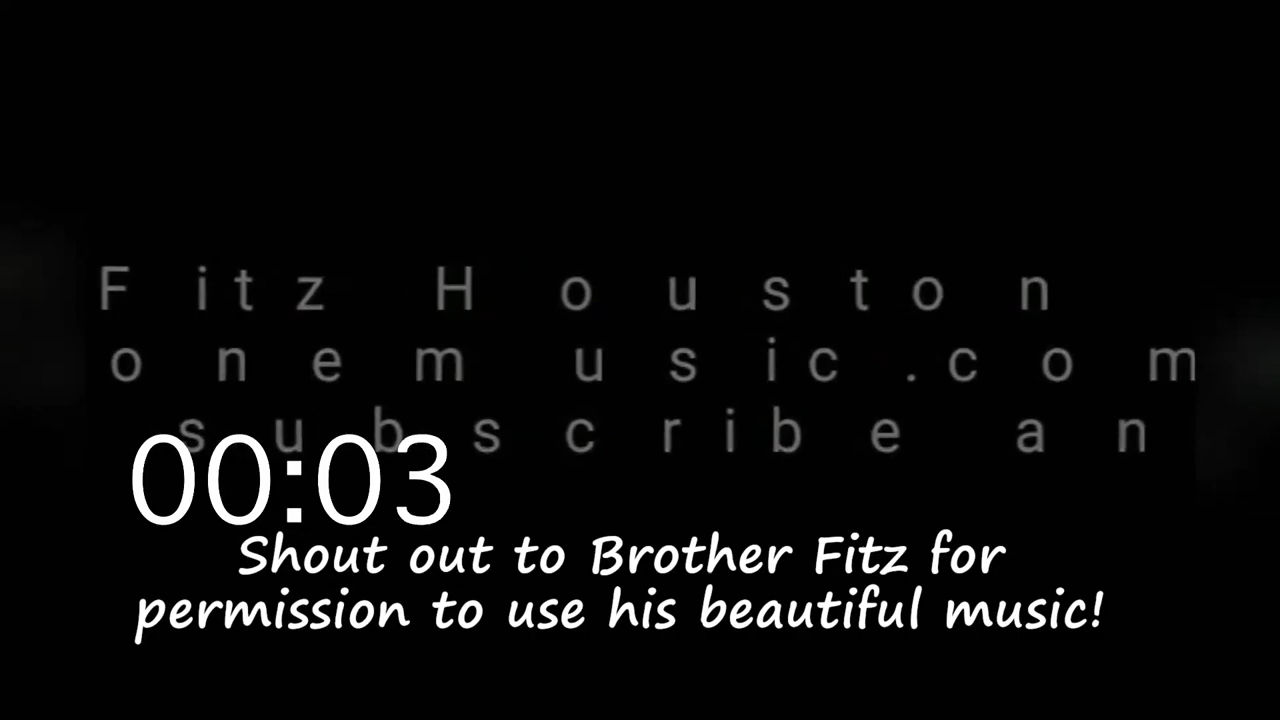 Fitz Houston
onemusic.com
subscribe an
00:03
Shout out to Brother Fitz for
permission to use his beautiful music!